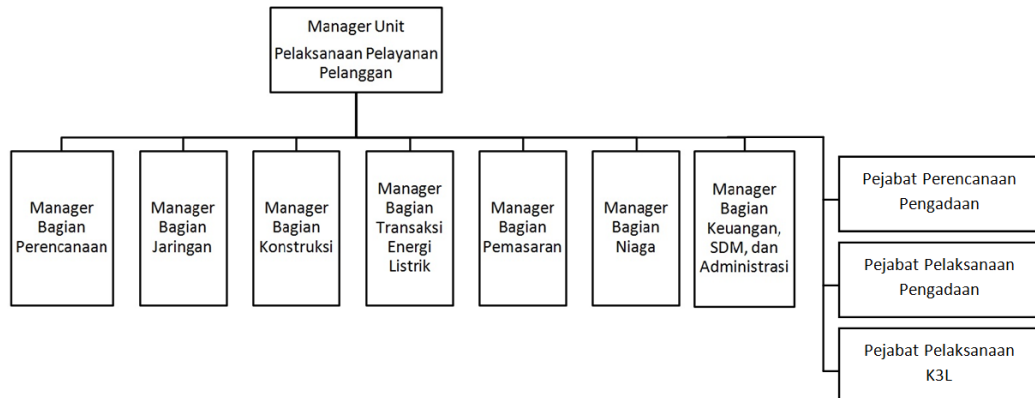 Manager Unit
Pelaksanaan Pelayanan
Pelanggan
Manager
Bagian
Perencanaan
Manager
Bagian
Jaringan
Manager
Bagian
Konstruksi
Manager
Bagian
Transaksi
Energi
Listrik
Manager
Bagian
Pemasaran
Manager
Bagian
Niaga
Manager
Bagian
Keuangan,
SDM, dan
Administrasi
Pejabat Perencanaan
Pengadaan
Pejabat Pelaksanaan
Pengadaan
Pejabat Pelaksanaan
K3L